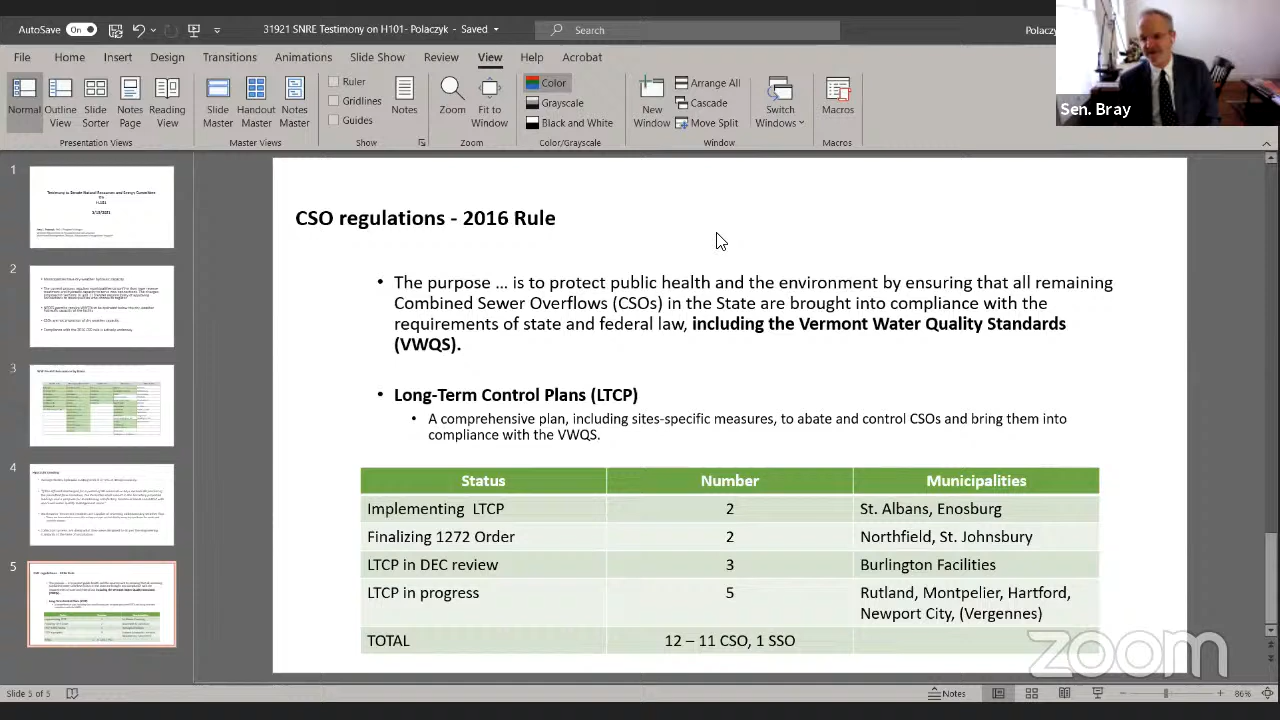 AutoSave On 31921 SNRE Testimony on H101- Polaczyk - Saved Search Polaczy
File Home Insert Design Transitions Animations Slide Show Review View Help Acrobat
Normal Outline View Slide Sorter Notes Page Reading View
Presentation Views
Slide Master Handout Master Notes Master
Master Views
Ruler
Gridlines
Guides
Show
Notes
Zoom Fit to Window
Zoom
Color
Grayscale
Black and White
Color/Grayscale
New Window
Arrange All
Cascade
Move Split
Switch Windows
Window
Macros
Macros
Sen. Bray
1
2
3
4
5
CSO regulations - 2016 Rule
• The purpose ... is to protect public health and the environment by ensuring that all remaining
Combined Sewer Overflows (CSOs) in the State are brought into compliance with the
requirements of state and federal law, including the Vermont Water Quality Standards
(VWQS).
• Long-Term Control Plans (LTCP)
• A comprehensive plan, including sites-specific measures, to abate and control CSOs and bring them into
compliance with the VWQS.
Status Number Municipalities
Implementing LTCP 2 St. Albans, Enosburg
Finalizing 1272 Order 2 Northfield, St. Johnsbury
LTCP in DEC review 3 Burlington Facilities
LTCP in progress 5 Rutland, Montpelier, Hartford,
Newport City, (Vergennes)
TOTAL 12 – 11 CSO, 1 SSO
zoom
Slide 5 of 5 Notes 86%